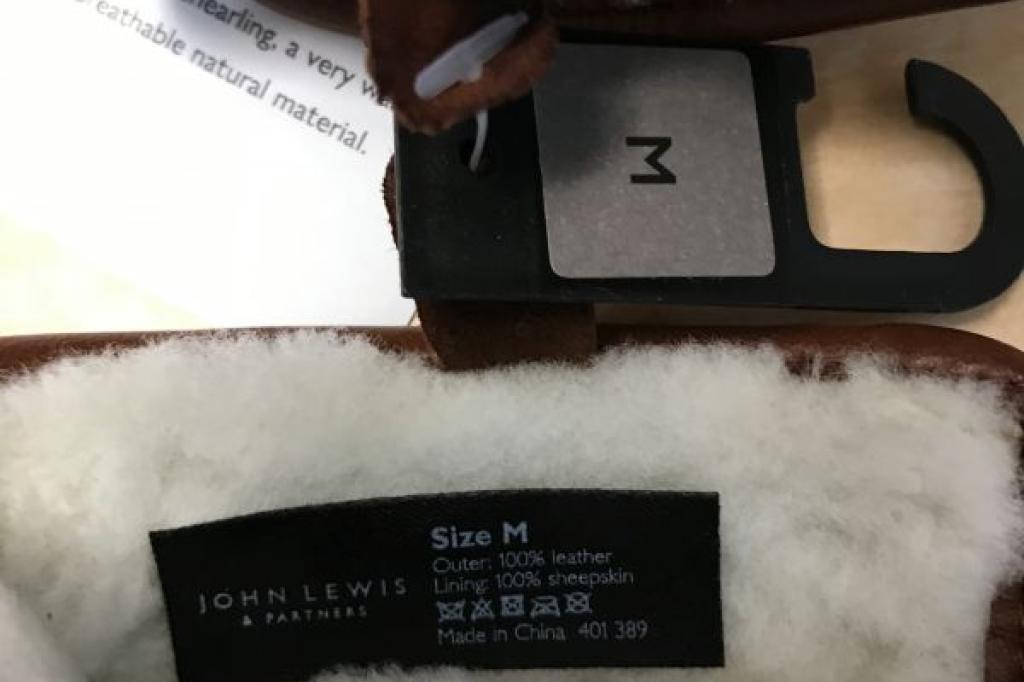 hearling, a very
breathable natural material.
M
JOHN LEWIS
& PARTNERS
Size M
Outer: 100% leather
Lining: 100% sheepskin
Made in China 401 389